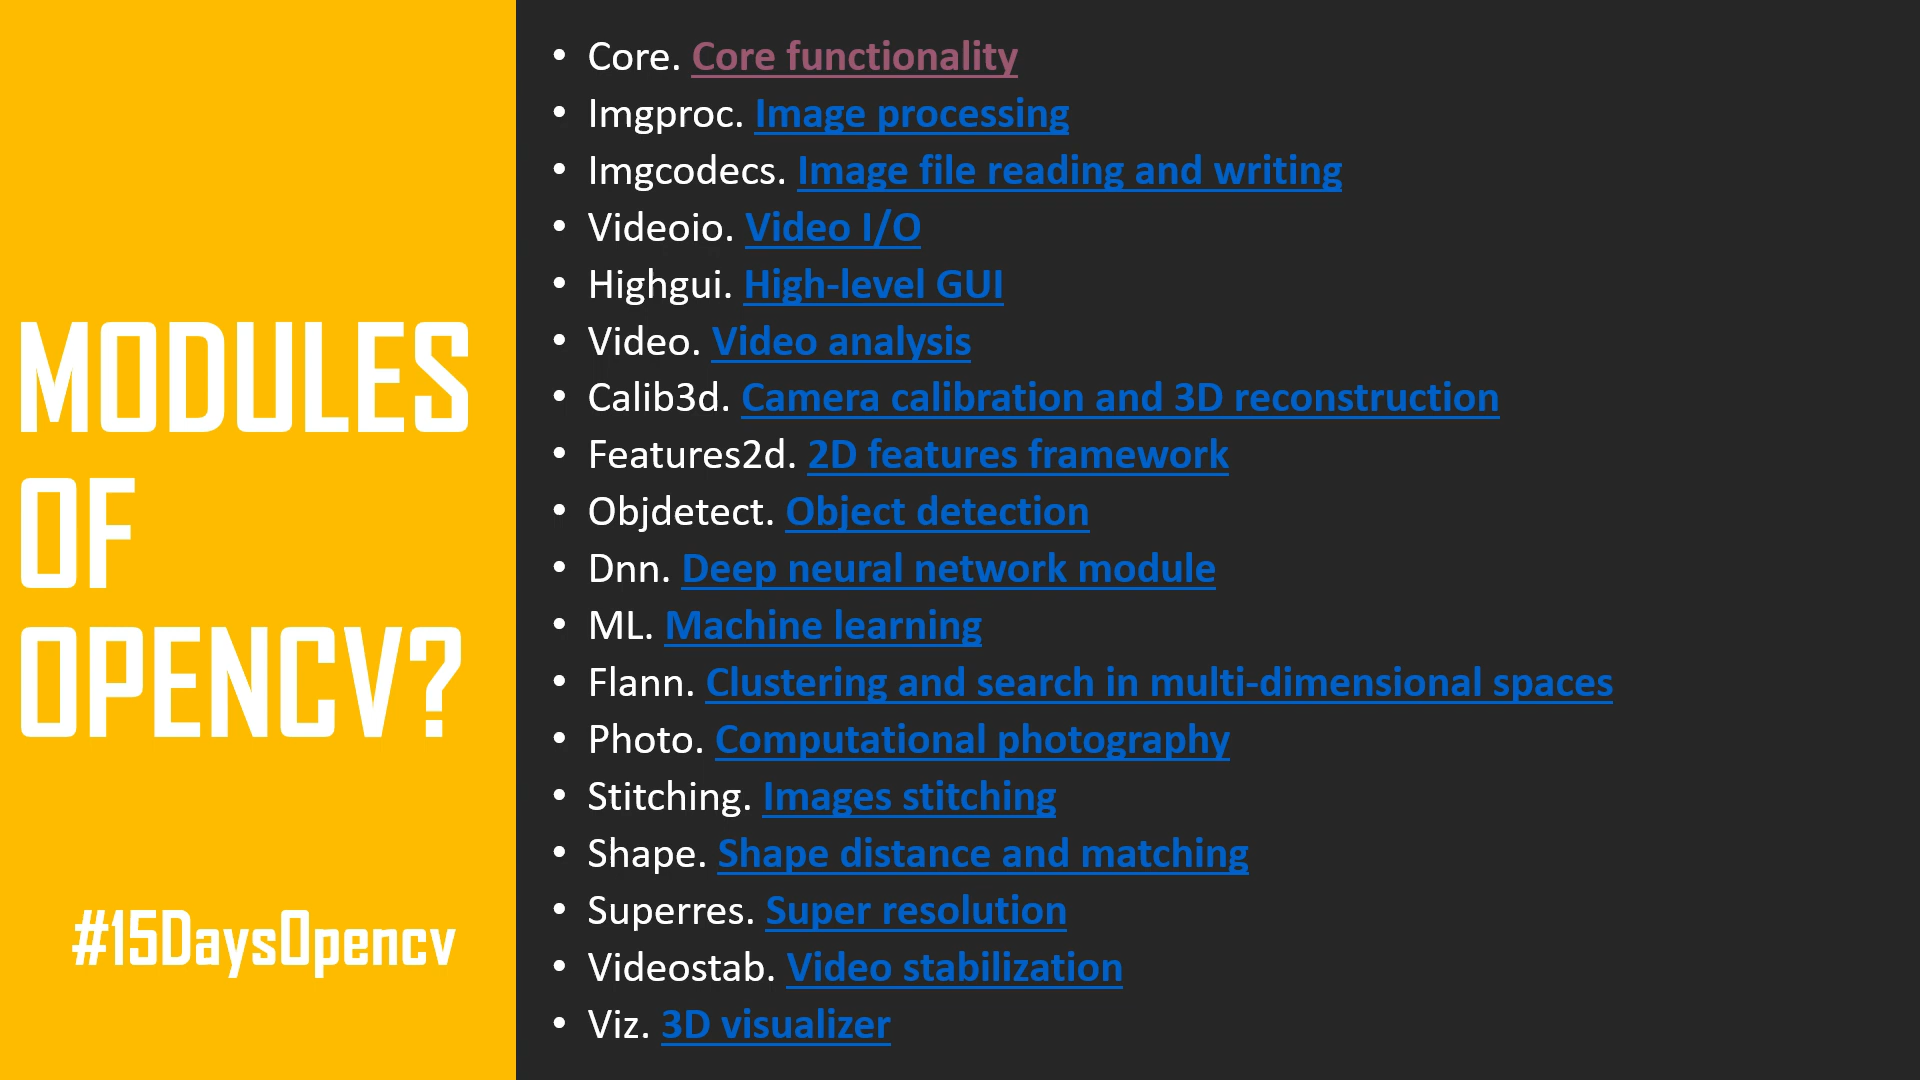 MODULES
OF
OPENCV?
#15DaysOpencv
• Core. Core functionality
• Imgproc. Image processing
• Imgcodecs. Image file reading and writing
• Videoio. Video I/O
• Highgui. High-level GUI
• Video. Video analysis
• Calib3d. Camera calibration and 3D reconstruction
• Features2d. 2D features framework
• Objdetect. Object detection
• Dnn. Deep neural network module
• ML. Machine learning
• Flann. Clustering and search in multi-dimensional spaces
• Photo. Computational photography
• Stitching. Images stitching
• Shape. Shape distance and matching
• Superres. Super resolution
• Videostab. Video stabilization
• Viz. 3D visualizer